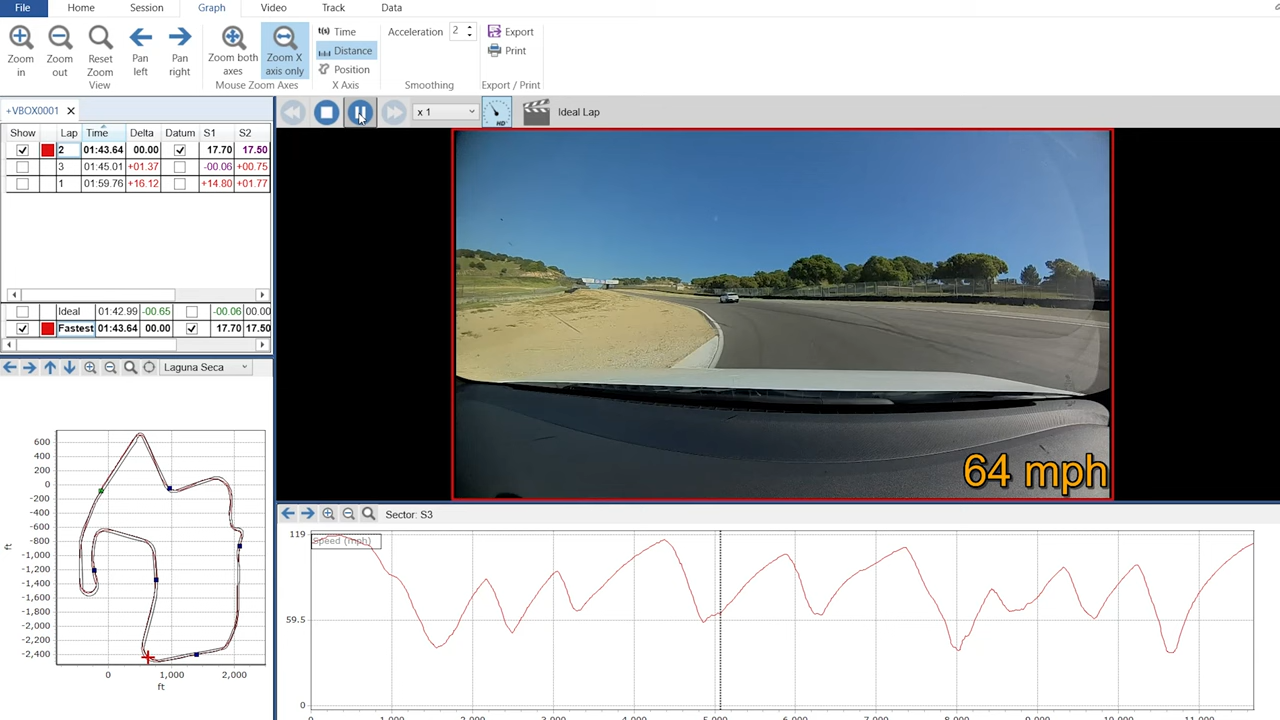 File Home Session Graph Video Track Data
Zoom in
Zoom out
Reset Zoom
Pan left
Pan right
View
Zoom both axes
Zoom X axis only
Mouse Zoom Axes
t(s) Time
Distance
Position
X Axis
Acceleration 2
Smoothing
Export
Print
Export / Print
+VBOX0001
x 1
HD
Ideal Lap
Show Lap Time Delta Datum S1 S2
2 01:43.64 00.00 17.70 17.50
3 01:45.01 +01.37 -00.06 +00.75
1 01:59.76 +16.12 +14.80 +01.77
Ideal 01:42.99 -00.65 -00.06 00.00
Fastest 01:43.64 00.00 17.70 17.50
Laguna Seca
64 mph
600
400
200
0
-200
-400
-600
-800
-1,000
-1,200
-1,400
-1,600
-1,800
-2,000
-2,200
-2,400
ft
0 1,000 2,000
ft
Sector: S3
Speed (mph)
119
59.5
0
0 1,000 2,000 3,000 4,000 5,000 6,000 7,000 8,000 9,000 10,000 11,000